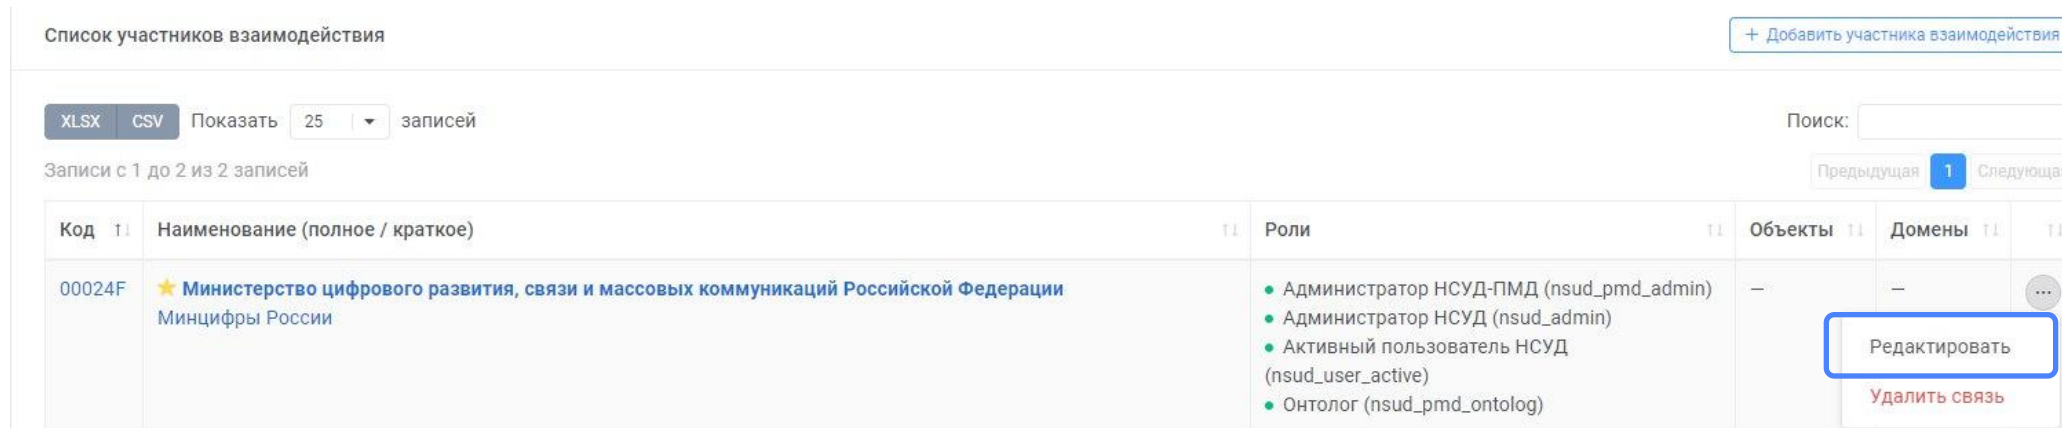 Список участников взаимодействия
+ Добавить участника взаимодействия
XLSX CSV Показать 25 записей
Поиск:
Записи с 1 до 2 из 2 записей
Предыдущая 1 Следующая
Код Наименование (полное / краткое) Роли Объекты Домены
00024F Министерство цифрового развития, связи и массовых коммуникаций Российской Федерации
Минцифры России
• Администратор НСУД-ПМД (nsud_pmd_admin) — — ...
• Администратор НСУД (nsud_admin)
• Активный пользователь НСУД
(nsud_user_active)
• Онтолог (nsud_pmd_ontolog)
Редактировать
Удалить связь